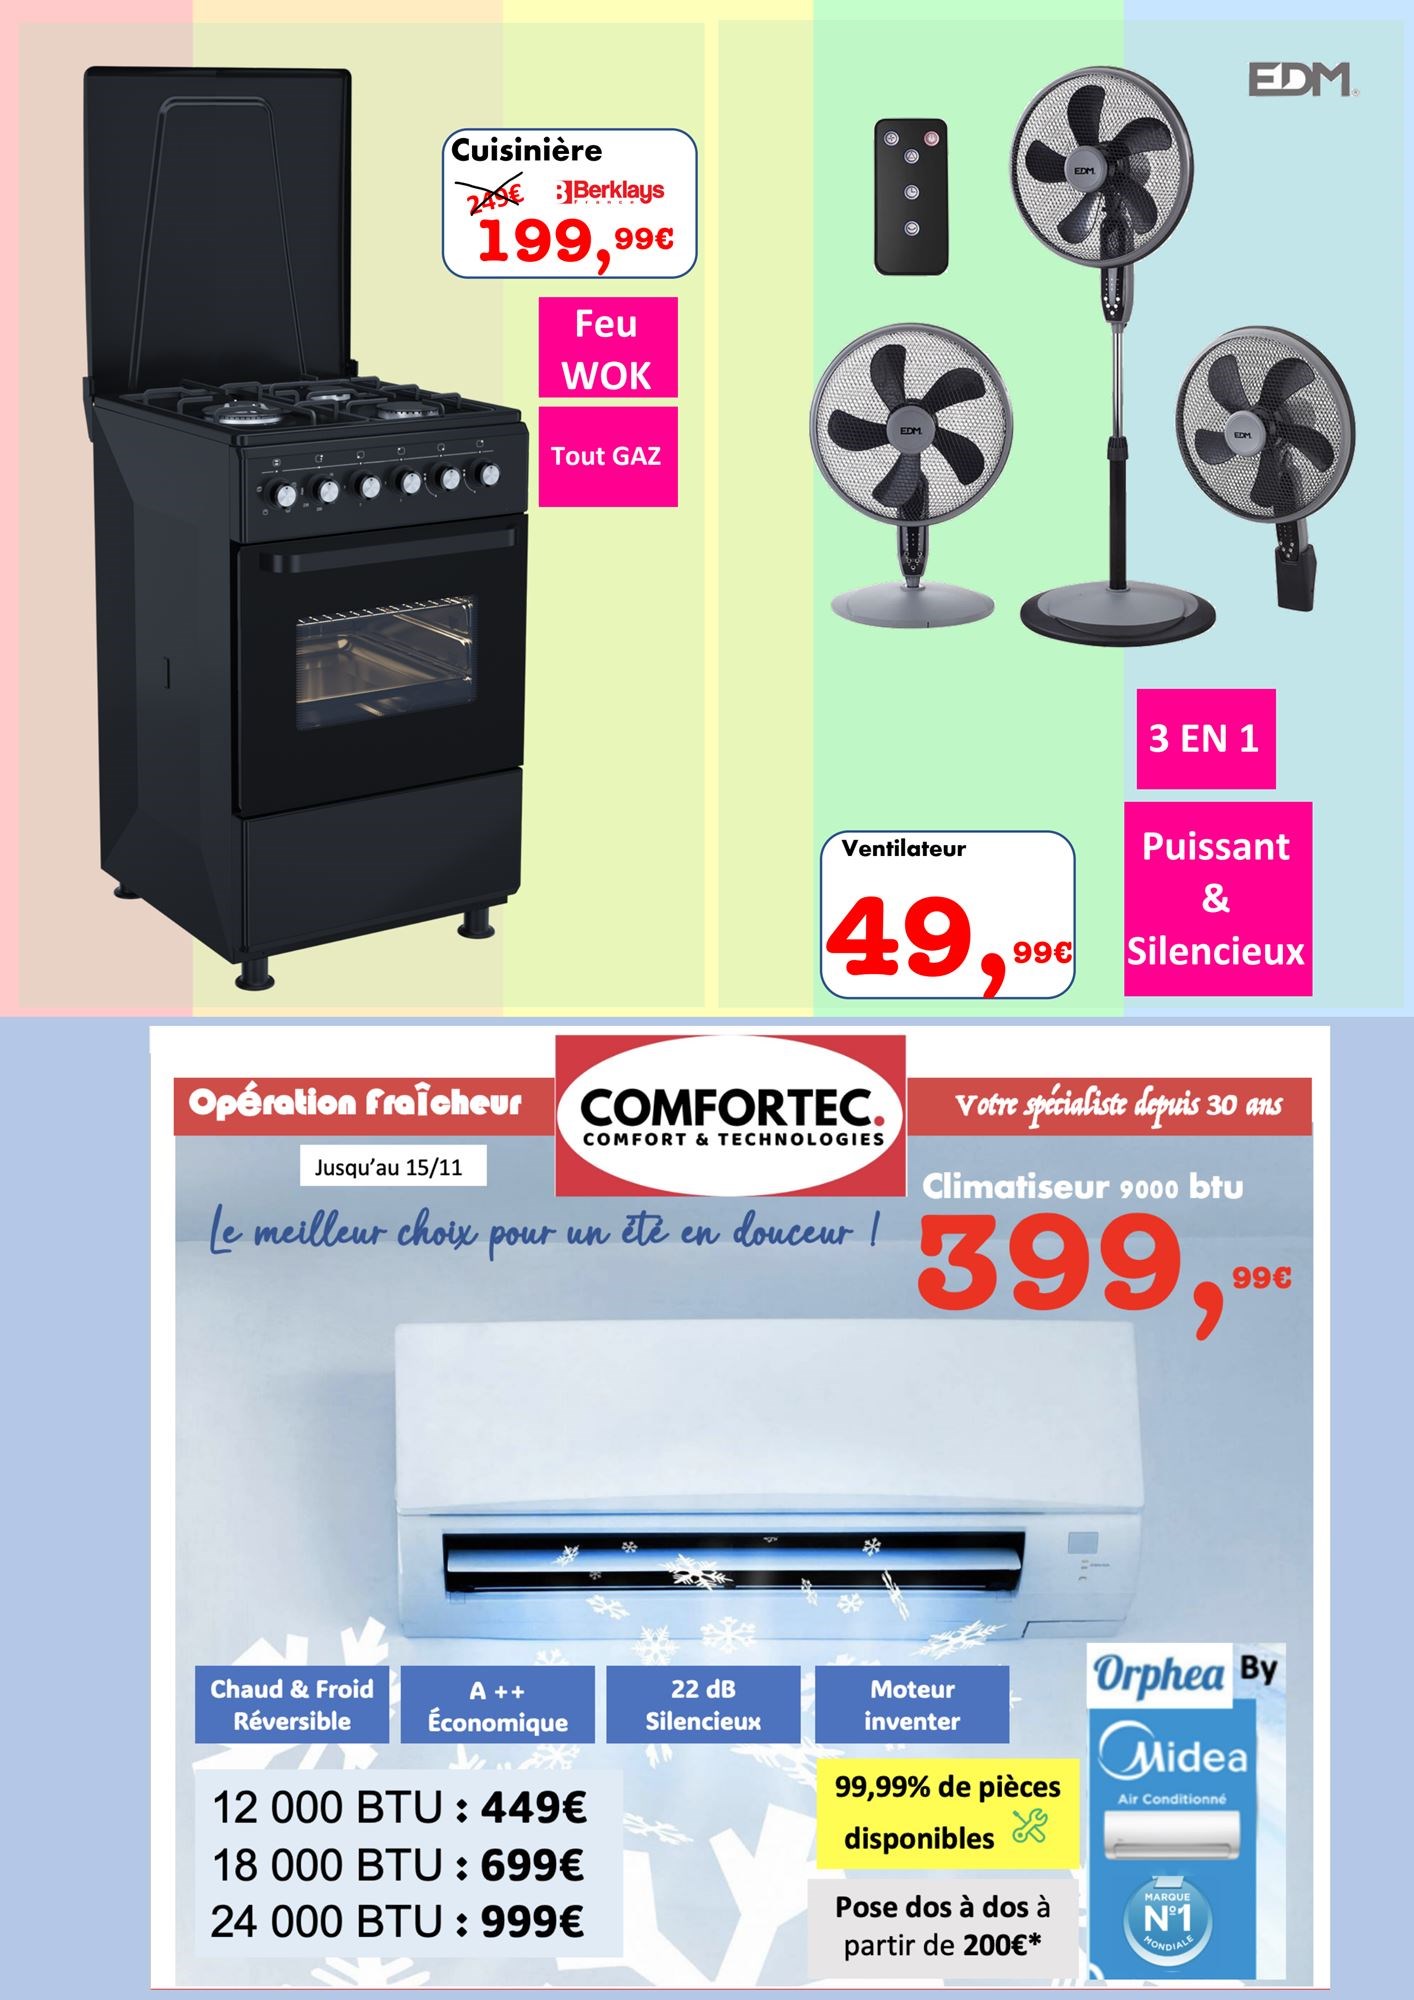 Cuisinière
249€ Berklays
France
199,99€
Feu
WOK
Tout GAZ
EDM
EDM
EDM
EDM
3 EN 1
Puissant
&
Silencieux
Ventilateur
49,99€
Opération Fraîcheur
COMFORTEC.
COMFORT & TECHNOLOGIES
Votre spécialiste depuis 30 ans
Jusqu'au 15/11
Le meilleur choix pour un été en douceur !
Climatiseur 9000 btu
399,99€
Chaud & Froid
Réversible
A ++
Économique
22 dB
Silencieux
Moteur
inventer
Orphea By
Midea
Air Conditionné
MARQUE
N°1
MONDIALE
12 000 BTU : 449€
18 000 BTU : 699€
24 000 BTU : 999€
99,99% de pièces
disponibles
Pose dos à dos à
partir de 200€*